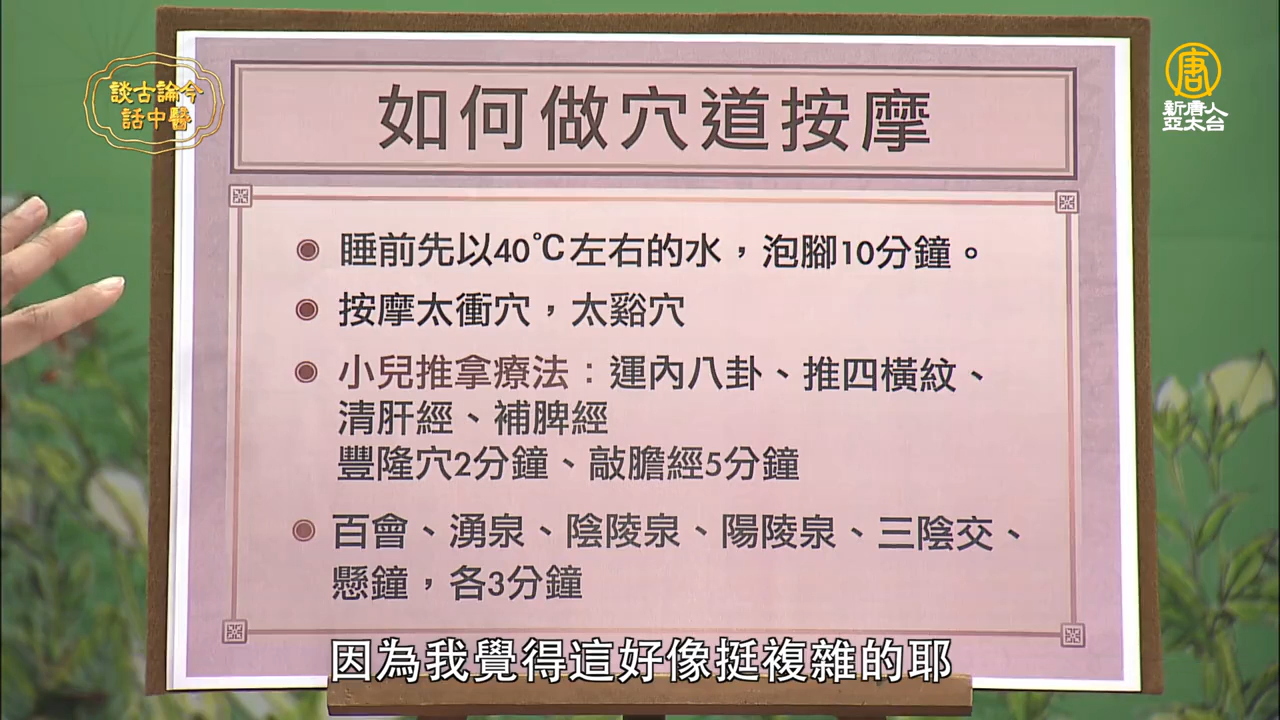 談古論今
話中醫
唐
新唐人
亞太台
如何做穴道按摩
睡前先以40℃左右的水，泡腳10分鐘。
按摩太衝穴，太谿穴
小兒推拿療法：運內八卦、推四橫紋、
清肝經、補脾經
豐隆穴2分鐘、敲膽經5分鐘
百會、湧泉、陰陵泉、陽陵泉、三陰交、
懸鐘，各3分鐘
因為我覺得這好像挺複雜的耶